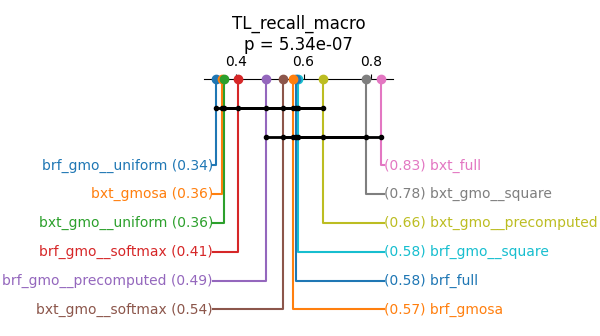 TL_recall_macro
p = 5.34e-07
0.4 0.6 0.8
brf_gmo__uniform (0.34)
(0.83) bxt_full
bxt_gmosa (0.36)
(0.78) bxt_gmo__square
bxt_gmo__uniform (0.36)
(0.66) bxt_gmo__precomputed
brf_gmo__softmax (0.41)
(0.58) brf_gmo__square
brf_gmo__precomputed (0.49)
(0.58) brf_full
bxt_gmo__softmax (0.54)
(0.57) brf_gmosa